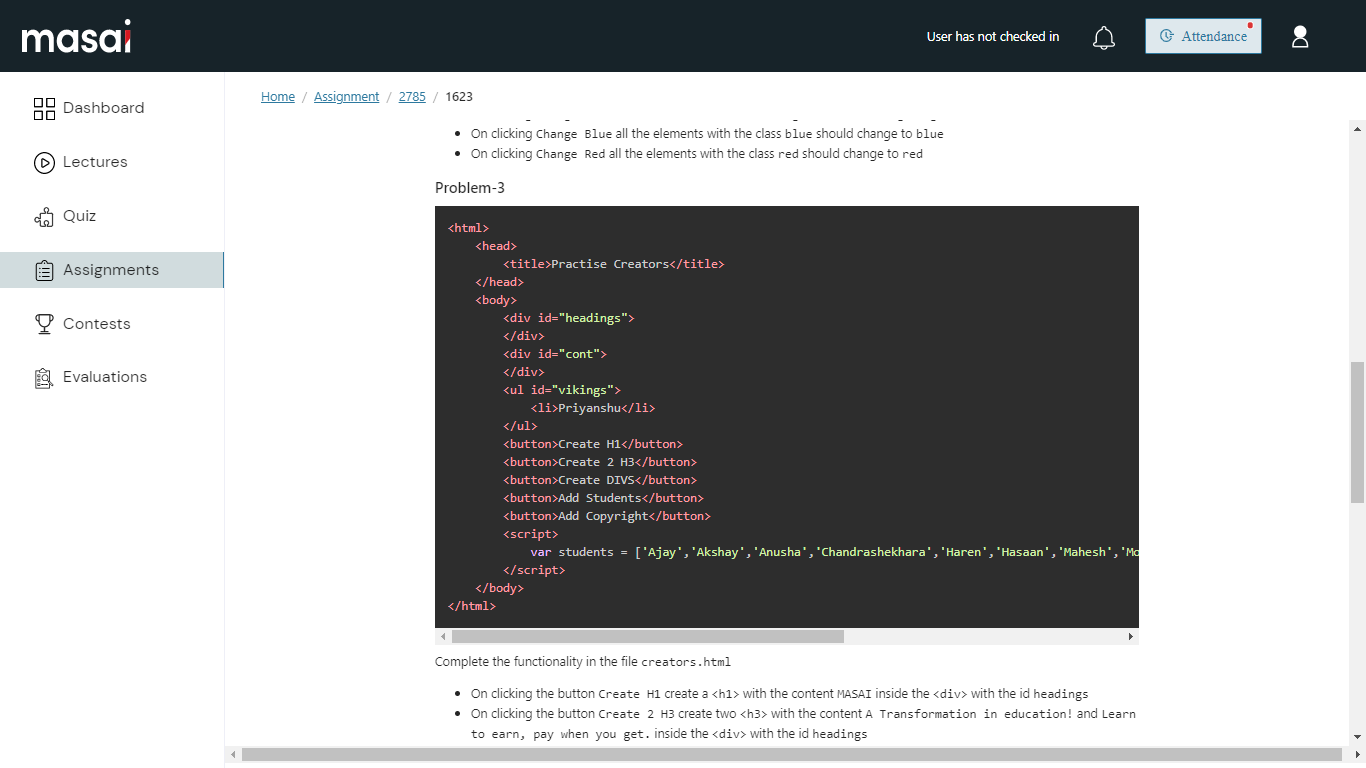 masai
User has not checked in
Attendance
Dashboard
Lectures
Quiz
Assignments
Contests
Evaluations
Home / Assignment / 2785 / 1623
On clicking Change Blue all the elements with the class blue should change to blue
On clicking Change Red all the elements with the class red should change to red
Problem-3
<html>
<head>
<title>Practise Creators</title>
</head>
<body>
<div id="headings">
</div>
<div id="cont">
</div>
<ul id="vikings">
<li>Priyanshu</li>
</ul>
<button>Create H1</button>
<button>Create 2 H3</button>
<button>Create DIVS</button>
<button>Add Students</button>
<button>Add Copyright</button>
<script>
var students = ['Ajay','Akshay','Anusha','Chandrashekhara','Haren','Hasaan','Mahesh','Mo
</script>
</body>
</html>
Complete the functionality in the file creators.html
On clicking the button Create H1 create a <h1> with the content MASAI inside the <div> with the id headings
On clicking the button Create 2 H3 create two <h3> with the content A Transformation in education! and Learn
to earn, pay when you get. inside the <div> with the id headings